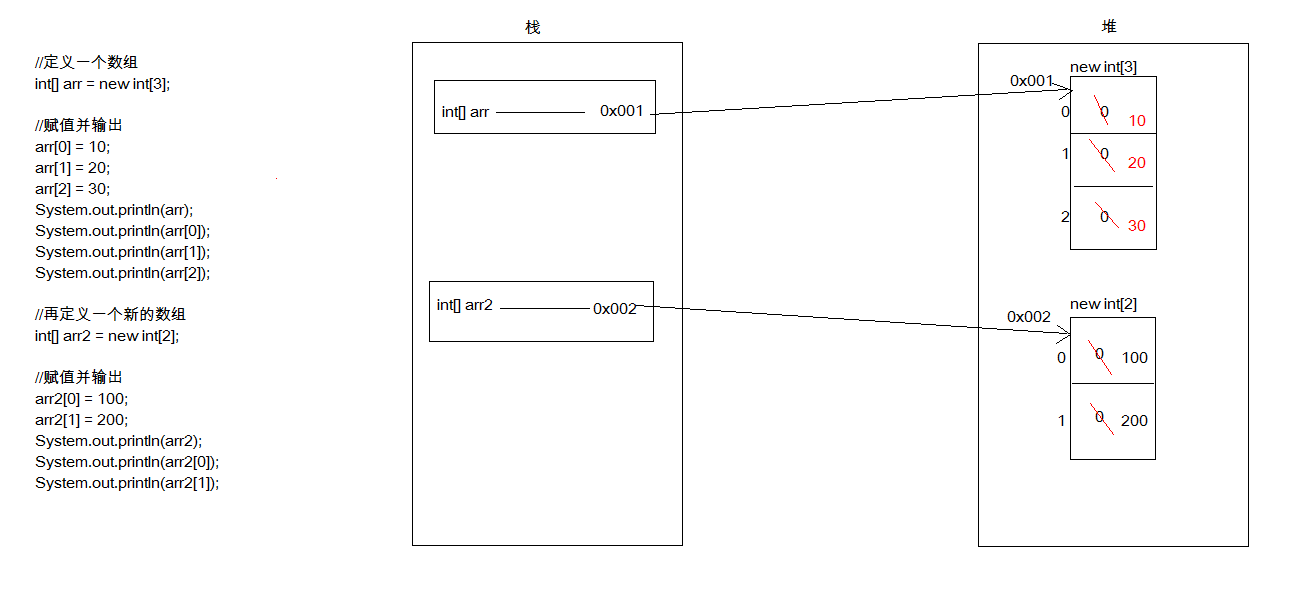 //定义一个数组
int[] arr = new int[3];
//赋值并输出
arr[0] = 10;
arr[1] = 20;
arr[2] = 30;
System.out.println(arr);
System.out.println(arr[0]);
System.out.println(arr[1]);
System.out.println(arr[2]);
//再定义一个新的数组
int[] arr2 = new int[2];
//赋值并输出
arr2[0] = 100;
arr2[1] = 200;
System.out.println(arr2);
System.out.println(arr2[0]);
System.out.println(arr2[1]);
栈
int[] arr 0x001
int[] arr2 0x002
堆
new int[3]
0x001
0 0 10
1 0 20
2 0 30
new int[2]
0x002
0 0 100
1 0 200